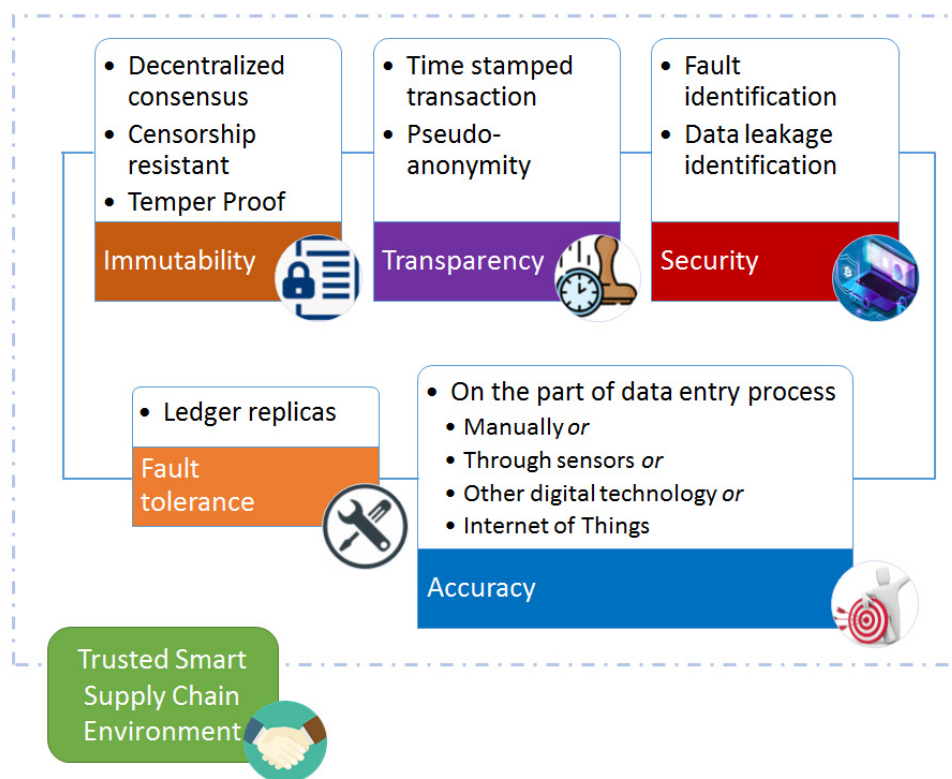 • Decentralized
consensus
• Censorship
resistant
• Temper Proof
Immutability
• Time stamped
transaction
• Pseudo-
anonymity
Transparency
• Fault
identification
• Data leakage
identification
Security
• Ledger replicas
Fault
tolerance
• On the part of data entry process
• Manually or
• Through sensors or
• Other digital technology or
• Internet of Things
Accuracy
Trusted Smart
Supply Chain
Environment